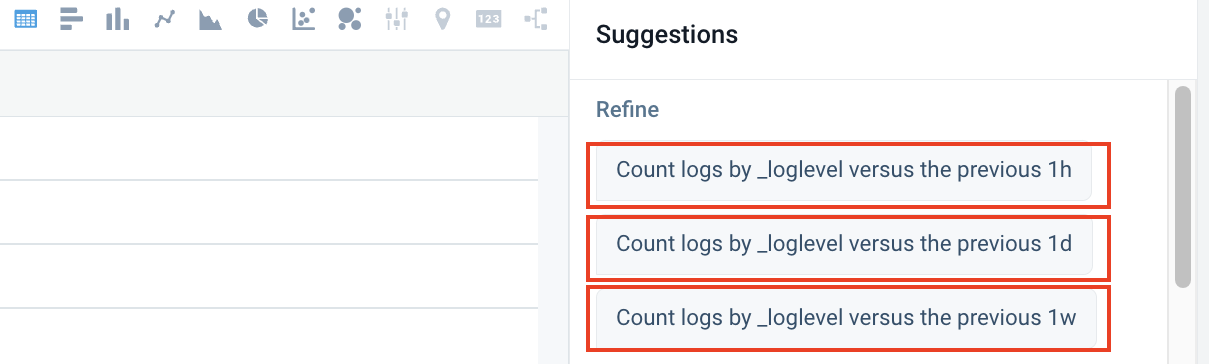 123
Suggestions
Refine
Count logs by _loglevel versus the previous 1h
Count logs by _loglevel versus the previous 1d
Count logs by _loglevel versus the previous 1w